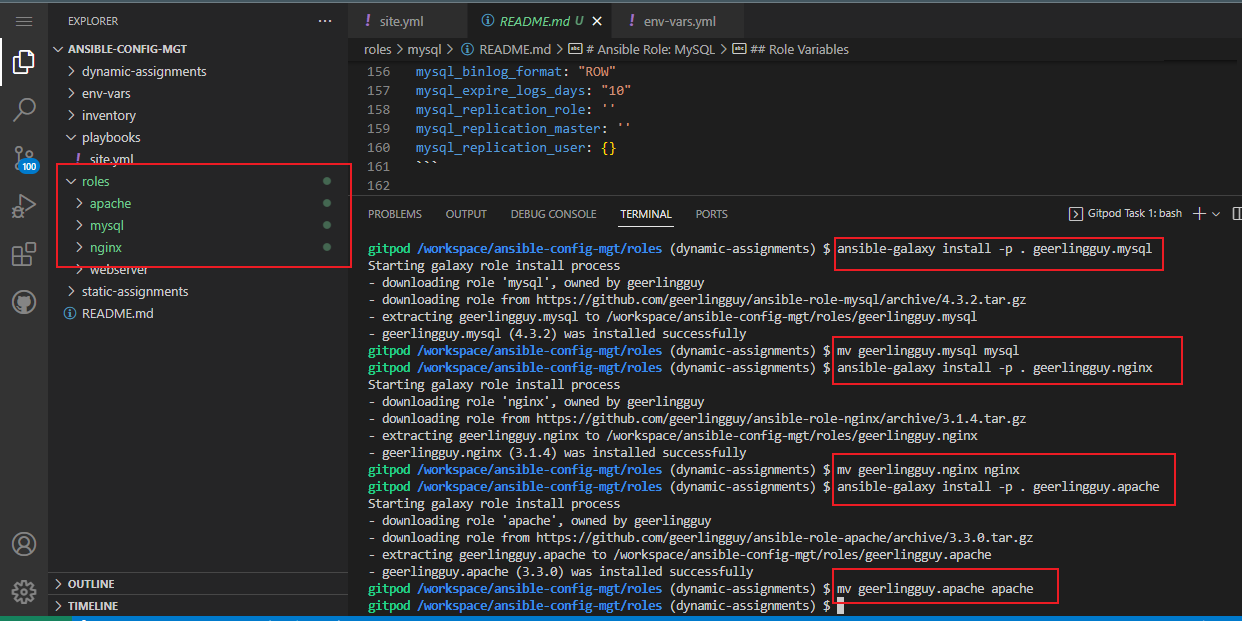 EXPLORER
ANSIBLE-CONFIG-MGT
dynamic-assignments
env-vars
inventory
playbooks
! site.yml
roles
apache
mysql
nginx
webserver
static-assignments
README.md
100
OUTLINE
TIMELINE
! site.yml
README.md U
! env-vars.yml
roles > mysql > README.md > # Ansible Role: MySQL > ## Role Variables
156 mysql_binlog_format: "ROW"
157 mysql_expire_logs_days: "10"
158 mysql_replication_role: ''
159 mysql_replication_master: ''
160 mysql_replication_user: {}
161 ```
162
PROBLEMS OUTPUT DEBUG CONSOLE TERMINAL PORTS
Gitpod Task 1: bash
gitpod /workspace/ansible-config-mgt/roles (dynamic-assignments) $ ansible-galaxy install -p . geerlingguy.mysql
Starting galaxy role install process
- downloading role 'mysql', owned by geerlingguy
- downloading role from https://github.com/geerlingguy/ansible-role-mysql/archive/4.3.2.tar.gz
- extracting geerlingguy.mysql to /workspace/ansible-config-mgt/roles/geerlingguy.mysql
- geerlingguy.mysql (4.3.2) was installed successfully
gitpod /workspace/ansible-config-mgt/roles (dynamic-assignments) $ mv geerlingguy.mysql mysql
gitpod /workspace/ansible-config-mgt/roles (dynamic-assignments) $ ansible-galaxy install -p . geerlingguy.nginx
Starting galaxy role install process
- downloading role 'nginx', owned by geerlingguy
- downloading role from https://github.com/geerlingguy/ansible-role-nginx/archive/3.1.4.tar.gz
- extracting geerlingguy.nginx to /workspace/ansible-config-mgt/roles/geerlingguy.nginx
- geerlingguy.nginx (3.1.4) was installed successfully
gitpod /workspace/ansible-config-mgt/roles (dynamic-assignments) $ mv geerlingguy.nginx nginx
gitpod /workspace/ansible-config-mgt/roles (dynamic-assignments) $ ansible-galaxy install -p . geerlingguy.apache
Starting galaxy role install process
- downloading role 'apache', owned by geerlingguy
- downloading role from https://github.com/geerlingguy/ansible-role-apache/archive/3.3.0.tar.gz
- extracting geerlingguy.apache to /workspace/ansible-config-mgt/roles/geerlingguy.apache
- geerlingguy.apache (3.3.0) was installed successfully
gitpod /workspace/ansible-config-mgt/roles (dynamic-assignments) $ mv geerlingguy.apache apache
gitpod /workspace/ansible-config-mgt/roles (dynamic-assignments) $